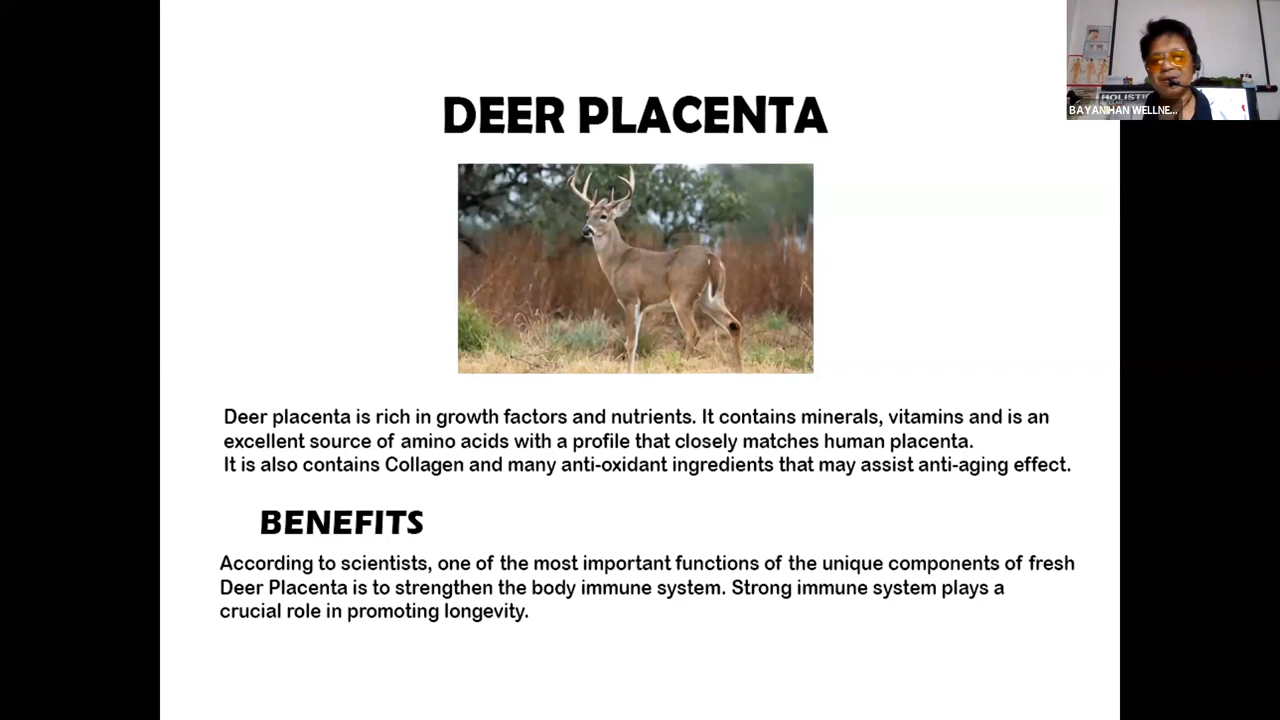 DEER PLACENTA
BAYANIHAN WELLNE...
HOLISTIC
Deer placenta is rich in growth factors and nutrients. It contains minerals, vitamins and is an
excellent source of amino acids with a profile that closely matches human placenta.
It is also contains Collagen and many anti-oxidant ingredients that may assist anti-aging effect.
BENEFITS
According to scientists, one of the most important functions of the unique components of fresh
Deer Placenta is to strengthen the body immune system. Strong immune system plays a
crucial role in promoting longevity.